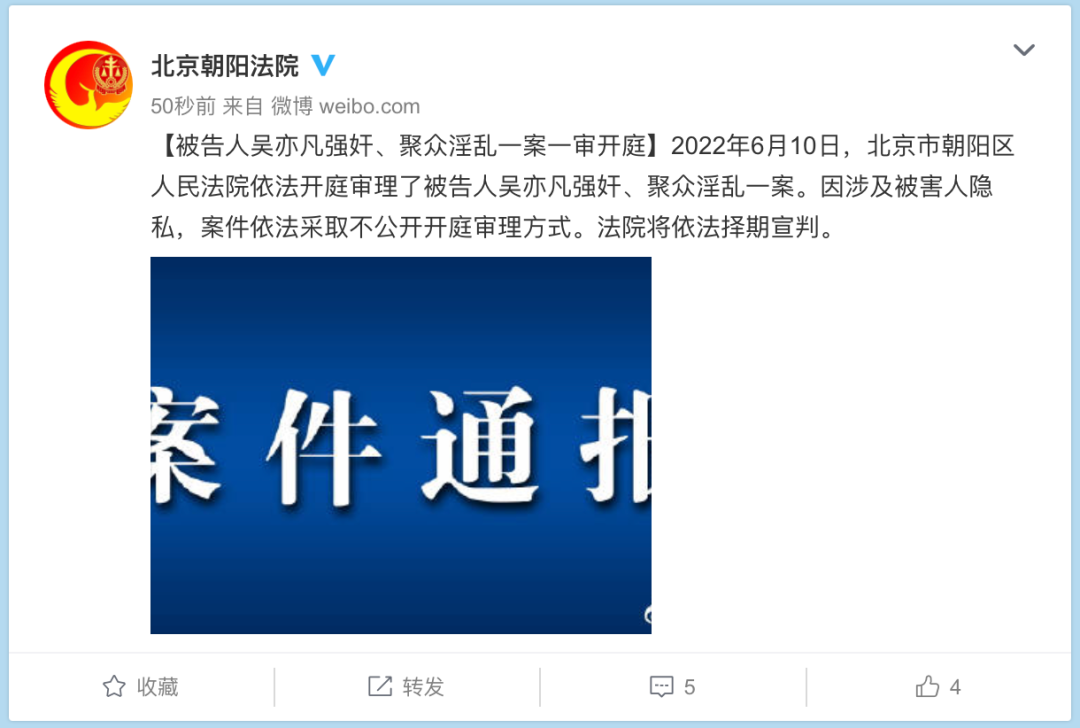 北京朝阳法院
50秒前 来自 微博 weibo.com
【被告人吴亦凡强奸、聚众淫乱一案一审开庭】2022年6月10日，北京市朝阳区
人民法院依法开庭审理了被告人吴亦凡强奸、聚众淫乱一案。因涉及被害人隐
私，案件依法采取不公开开庭审理方式。法院将依法择期宣判。
案件通报
收藏 转发 5 4